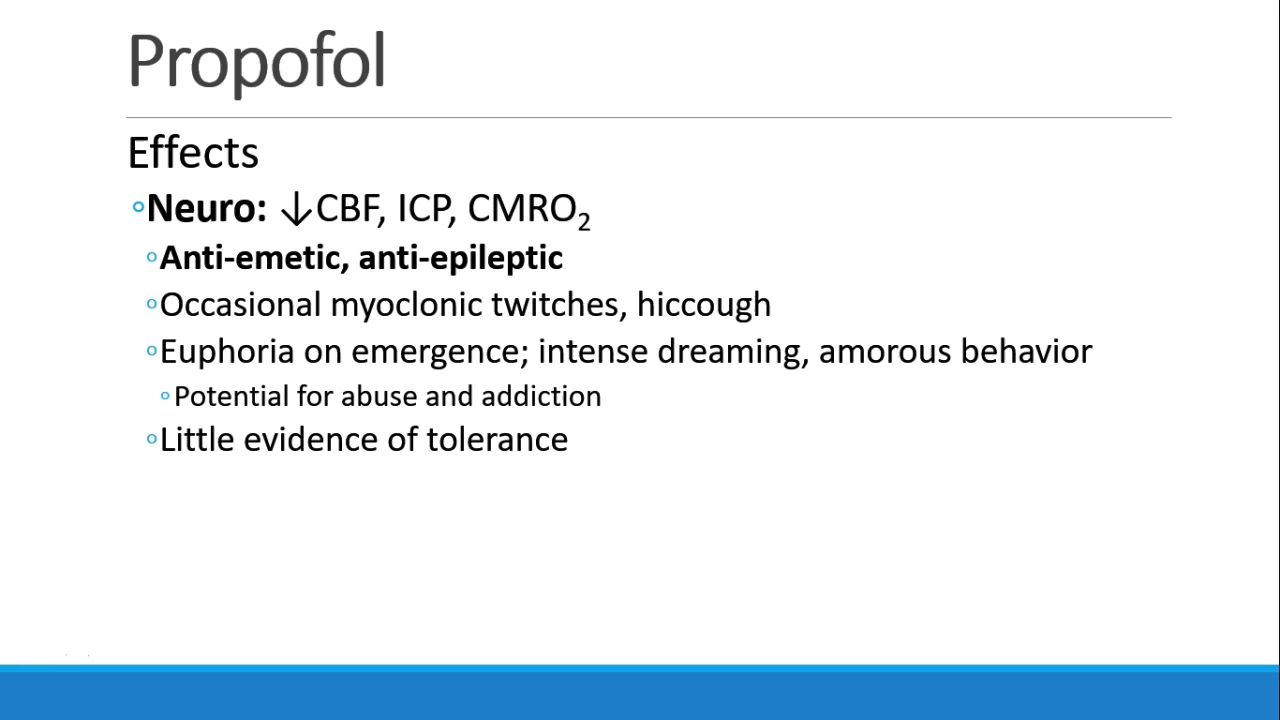 Propofol
Effects
◦Neuro: ↓CBF, ICP, CMRO₂
◦Anti-emetic, anti-epileptic
◦Occasional myoclonic twitches, hiccough
◦Euphoria on emergence; intense dreaming, amorous behavior
◦Potential for abuse and addiction
◦Little evidence of tolerance